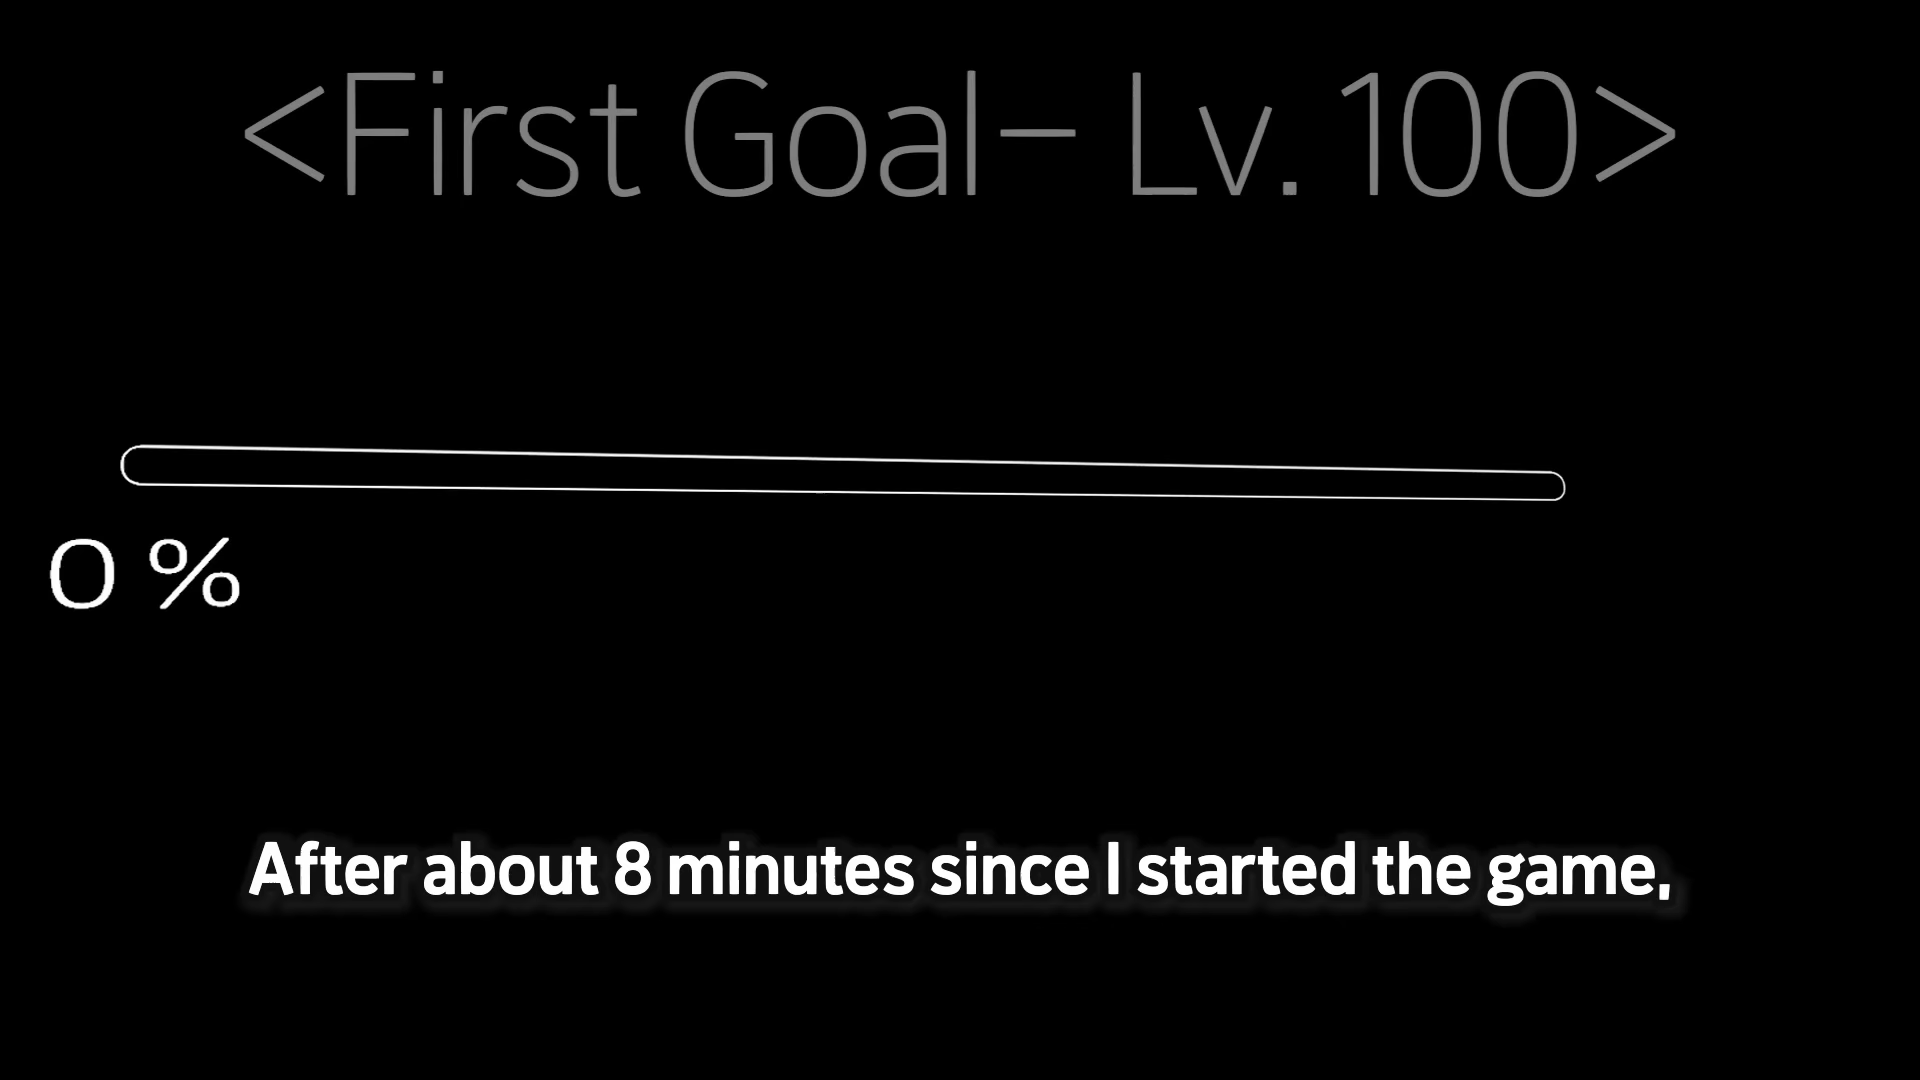 <First Goal– Lv. 100>
0 %
After about 8 minutes since I started the game,